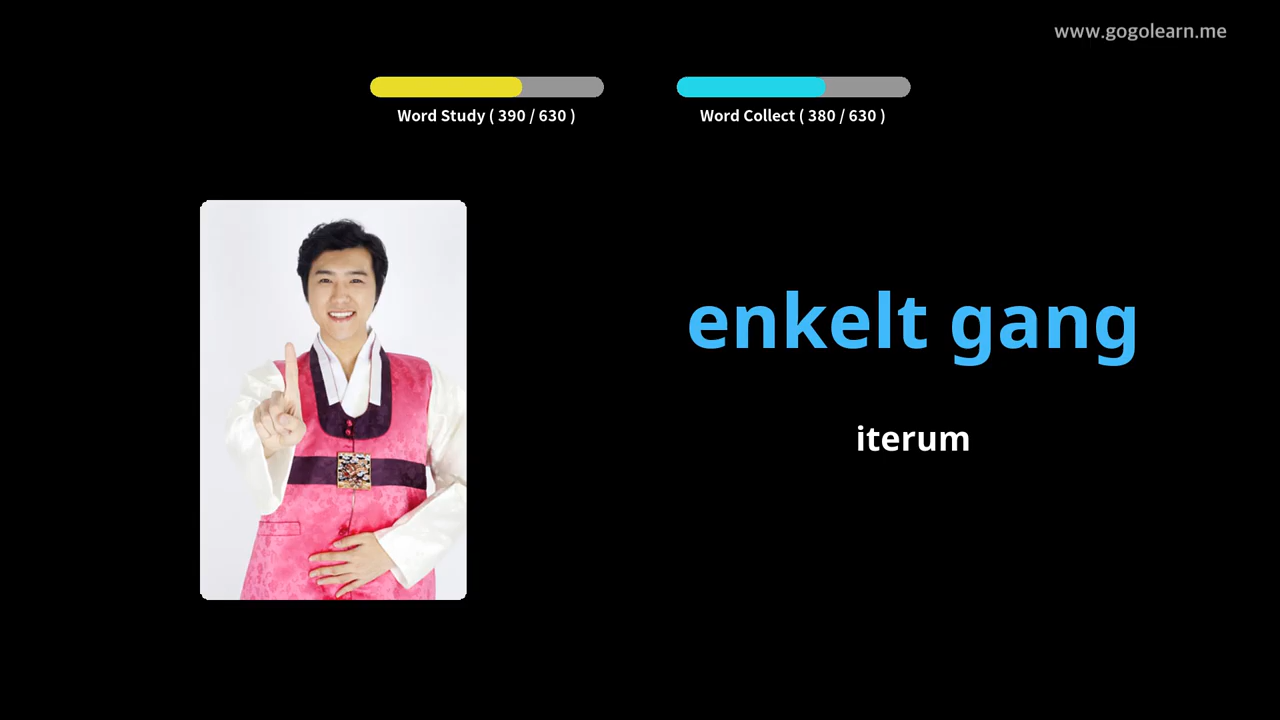 www.gogolearn.me
Word Study ( 390 / 630 )
Word Collect ( 380 / 630 )
enkelt gang
iterum